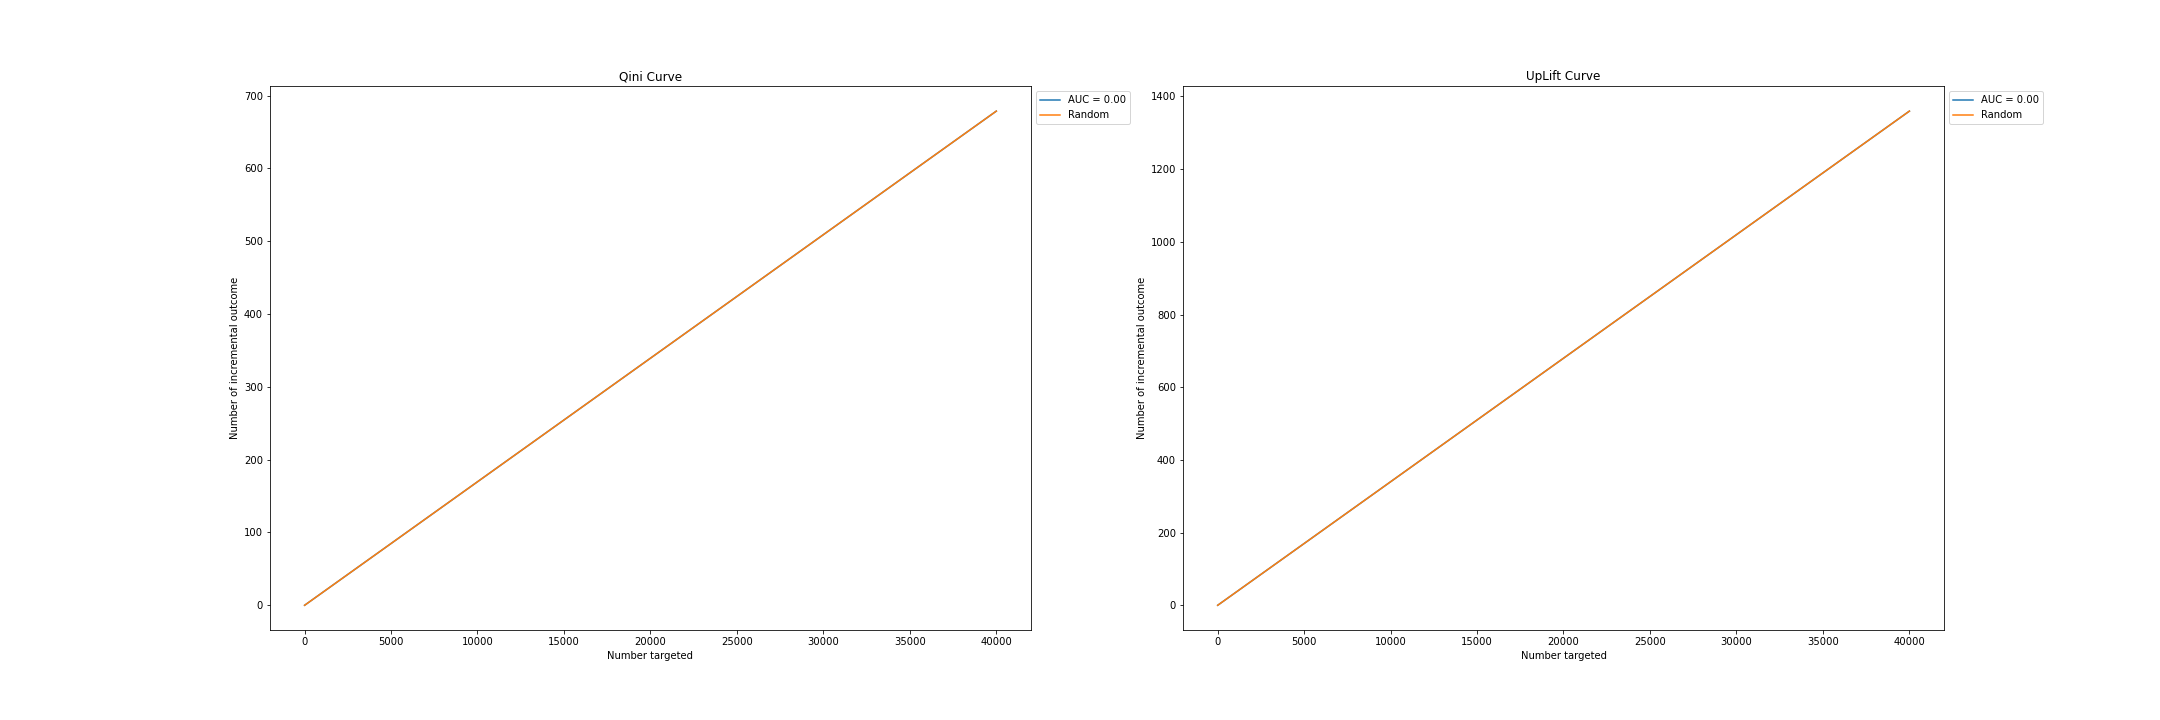 Qini Curve
700
600
500
400
300
200
100
0
Number of incremental outcome
0 5000 10000 15000 20000 25000 30000 35000 40000
Number targeted
AUC = 0.00
Random
UpLift Curve
1400
1200
1000
800
600
400
200
0
Number of incremental outcome
0 5000 10000 15000 20000 25000 30000 35000 40000
Number targeted
AUC = 0.00
Random